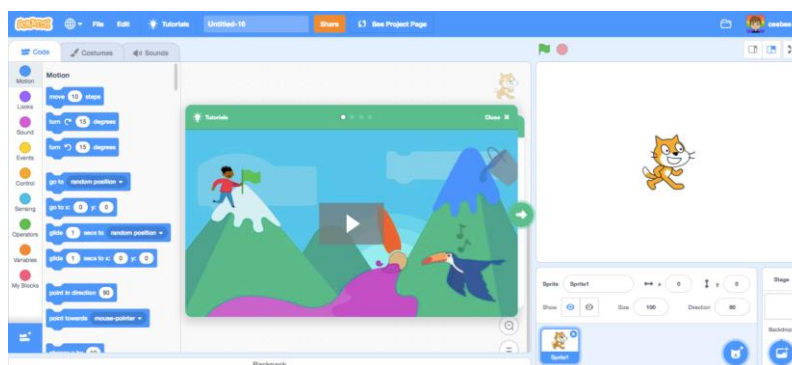 SCRATCH File Edit Tutorials Untitled-16 Share See Project Page ceebee
Code Costumes Sounds
Motion
Looks
Sound
Events
Control
Sensing
Operators
Variables
My Blocks
Motion
move 10 steps
turn 15 degrees
turn 15 degrees
go to random position
go to x: 0 y: 0
glide 1 secs to random position
glide 1 secs to x: 0 y: 0
point in direction 90
point towards mouse-pointer
Tutorials Close
Backpack
Sprite Sprite1 x 0 y 0
Show Size 100 Direction 90
Sprite1
Stage